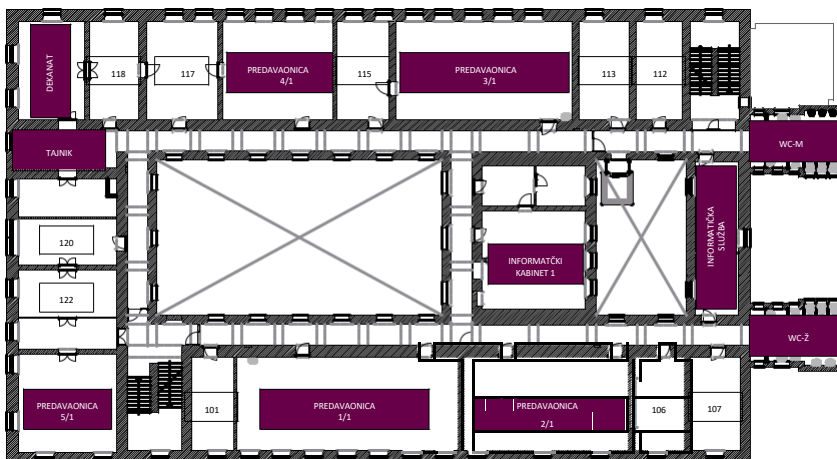 DEKANAT
118
117
PREDAVAONICA
4/1
115
PREDAVAONICA
3/1
113
112
TAJNIK
WC-M
120
122
INFORMATČKI
KABINET 1
INFORMATIČKA
SLUŽBA
WC-Ž
PREDAVAONICA
5/1
101
PREDAVAONICA
1/1
PREDAVAONICA
2/1
106
107